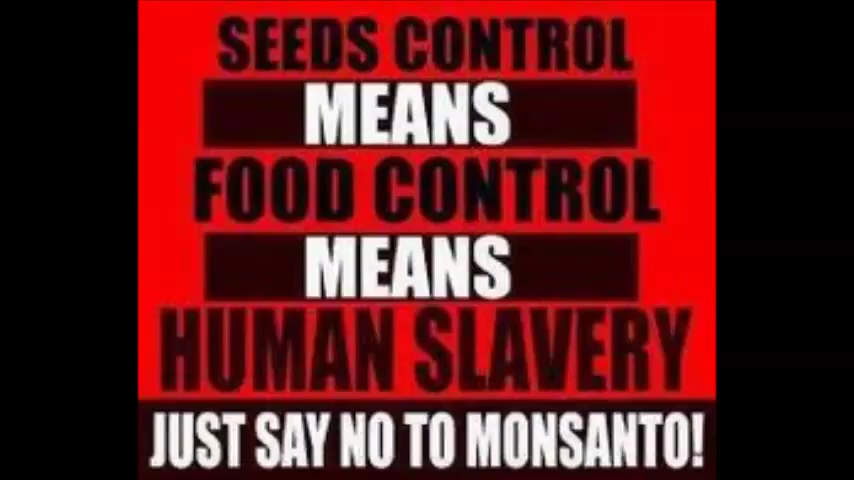 SEEDS CONTROL
MEANS
FOOD CONTROL
MEANS
HUMAN SLAVERY
JUST SAY NO TO MONSANTO!